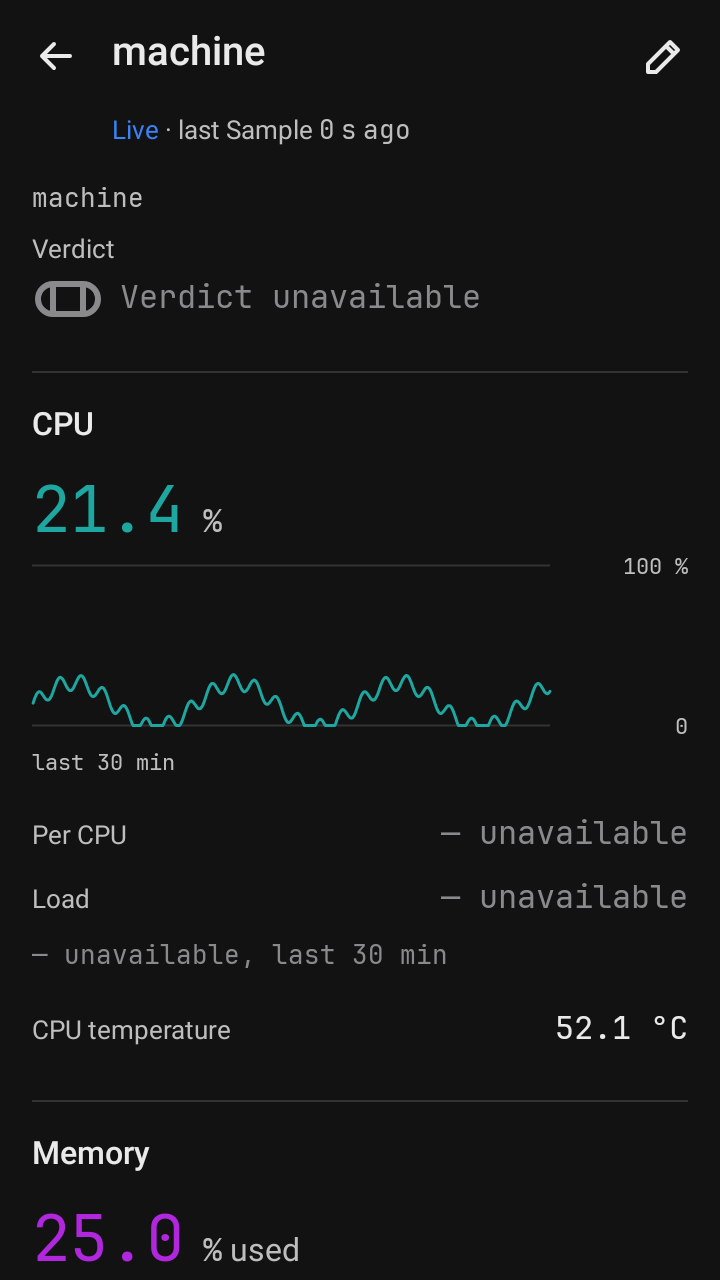 machine
Live · last Sample 0 s ago
machine
Verdict
Verdict unavailable
CPU
21.4 %
100 %
0
last 30 min
Per CPU — unavailable
Load — unavailable
— unavailable, last 30 min
CPU temperature 52.1 °C
Memory
25.0 % used